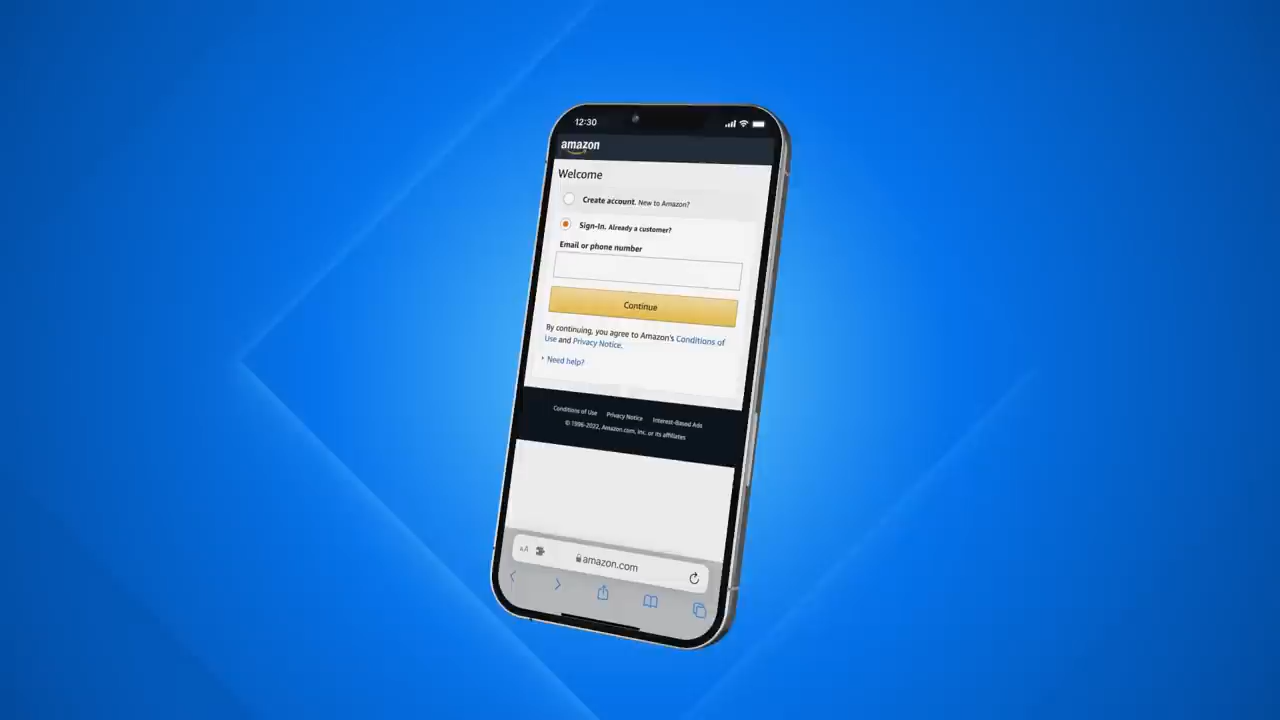 12:30
amazon
Welcome
Create account. New to Amazon?
Sign-In. Already a customer?
Email or phone number
Continue
By continuing, you agree to Amazon's Conditions of
Use and Privacy Notice.
Need help?
Conditions of Use Privacy Notice Interest-Based Ads
© 1996-2022, Amazon.com, Inc. or its affiliates
AA amazon.com